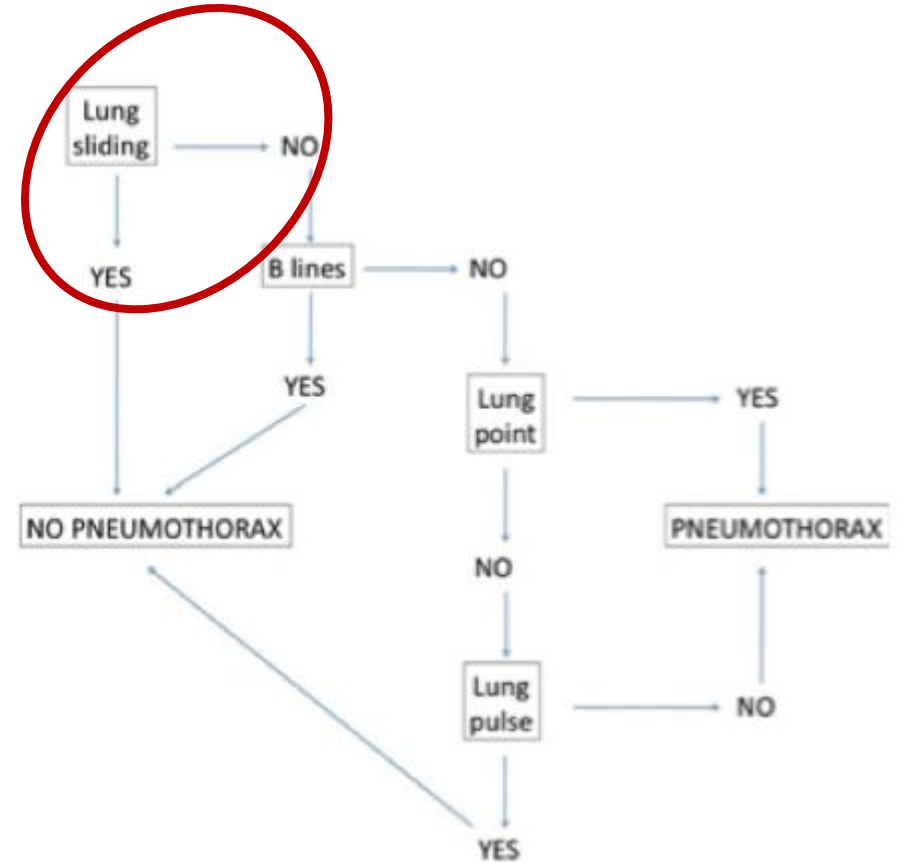 Lung
sliding
NO
YES
B lines
NO
YES
Lung
point
YES
NO PNEUMOTHORAX
PNEUMOTHORAX
NO
Lung
pulse
NO
YES